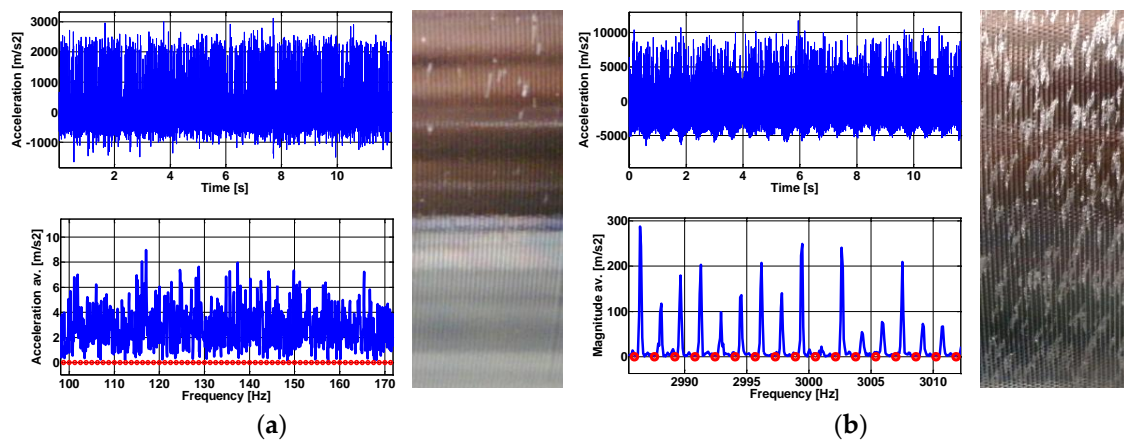 Acceleration [m/s2]
3000
2000
1000
0
-1000
2 4 6 8 10
Time [s]
Acceleration av. [m/s2]
10
8
6
4
2
0
100 110 120 130 140 150 160 170
Frequency [Hz]
(a)
Acceleration [m/s2]
10000
5000
0
-5000
0 2 4 6 8 10
Time [s]
Magnitude av. [m/s2]
300
200
100
0
2990 2995 3000 3005 3010
Frequency [Hz]
(b)